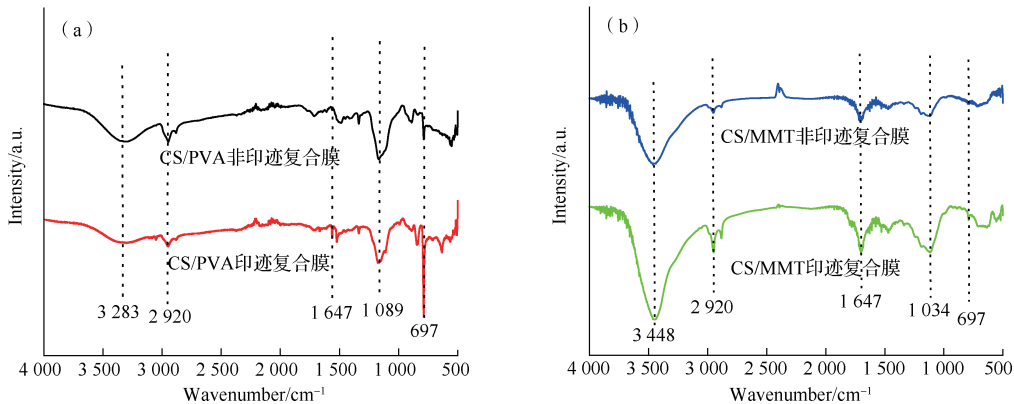 （a）
Intensity/a.u.
CS/PVA非印迹复合膜
CS/PVA印迹复合膜
3 283
2 920
1 647
1 089
697
4 000 3 500 3 000 2 500 2 000 1 500 1 000 500
Wavenumber/cm⁻¹
（b）
Intensity/a.u.
CS/MMT非印迹复合膜
CS/MMT印迹复合膜
3 448
2 920
1 647
1 034
697
4 000 3 500 3 000 2 500 2 000 1 500 1 000 500
Wavenumber/cm⁻¹